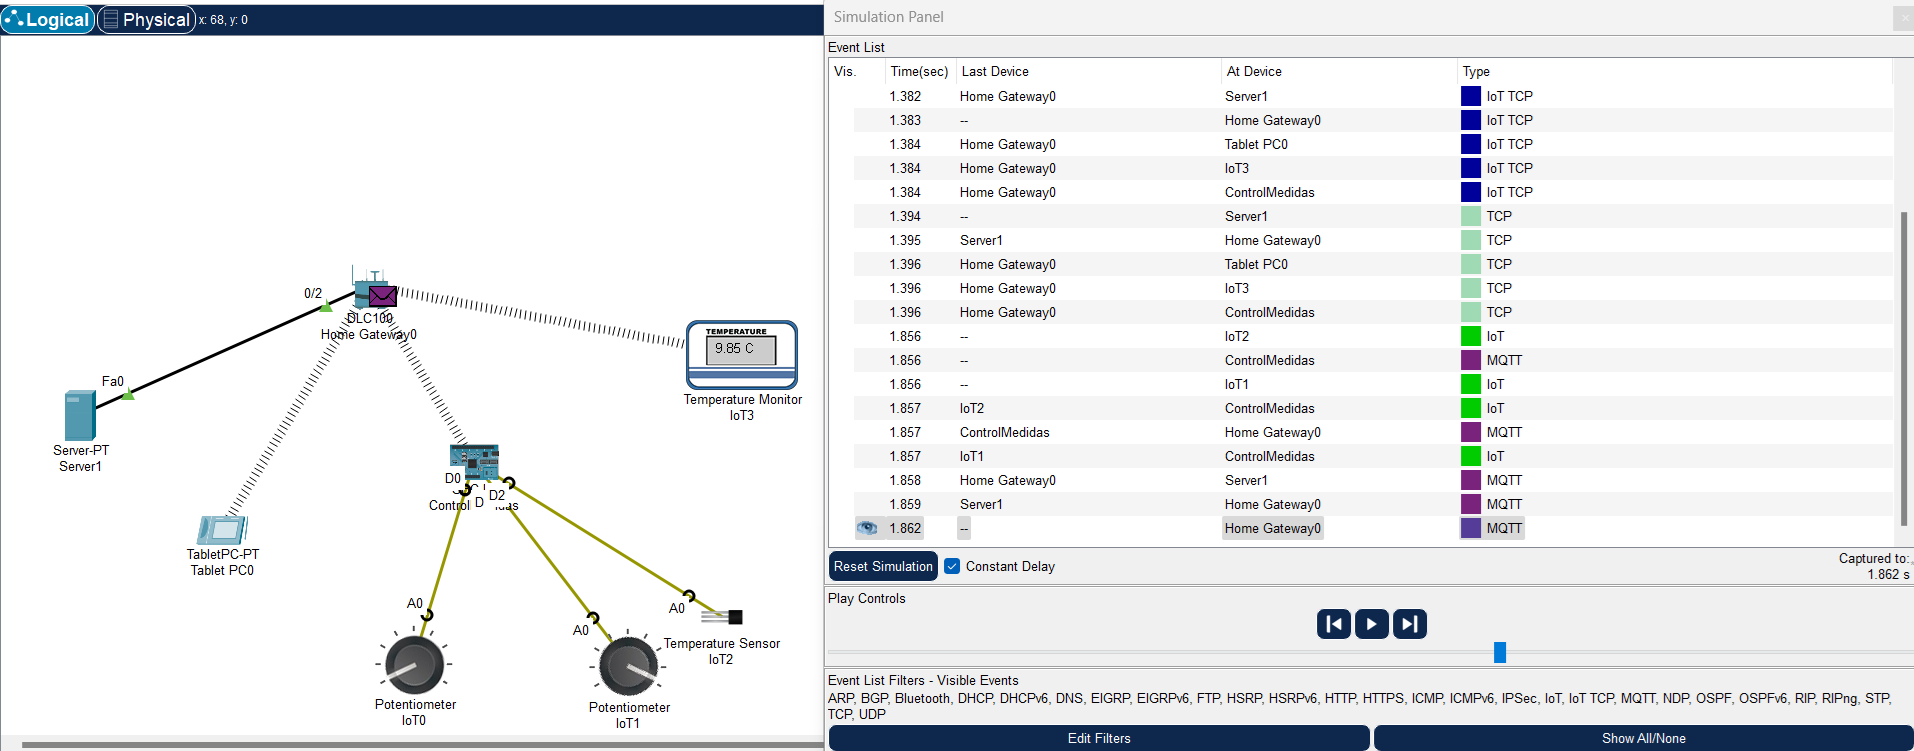 Logical Physical x: 68, y: 0
0/2
DLC100
Home Gateway0
TEMPERATURE
9.85 C
Temperature Monitor
IoT3
Fa0
Server-PT
Server1
D0
D2
D
TabletPC-PT
Tablet PC0
A0
A0
A0
Temperature Sensor
IoT2
Potentiometer
IoT0
Potentiometer
IoT1
Simulation Panel
Event List
Vis. Time(sec) Last Device At Device Type
1.382 Home Gateway0 Server1 IoT TCP
1.383 -- Home Gateway0 IoT TCP
1.384 Home Gateway0 Tablet PC0 IoT TCP
1.384 Home Gateway0 IoT3 IoT TCP
1.384 Home Gateway0 ControlMedidas IoT TCP
1.394 -- Server1 TCP
1.395 Server1 Home Gateway0 TCP
1.396 Home Gateway0 Tablet PC0 TCP
1.396 Home Gateway0 IoT3 TCP
1.396 Home Gateway0 ControlMedidas TCP
1.856 -- IoT2 IoT
1.856 -- ControlMedidas MQTT
1.856 -- IoT1 IoT
1.857 IoT2 ControlMedidas IoT
1.857 ControlMedidas Home Gateway0 MQTT
1.857 IoT1 ControlMedidas IoT
1.858 Home Gateway0 Server1 MQTT
1.859 Server1 Home Gateway0 MQTT
1.862 -- Home Gateway0 MQTT
Reset Simulation Constant Delay
Captured to:
1.862 s
Play Controls
Event List Filters - Visible Events
ARP, BGP, Bluetooth, DHCP, DHCPv6, DNS, EIGRP, EIGRPv6, FTP, HSRP, HSRPv6, HTTP, HTTPS, ICMP, ICMPv6, IPSec, IoT, IoT TCP, MQTT, NDP, OSPF, OSPFv6, RIP, RIPng, STP,
TCP, UDP
Edit Filters Show All/None